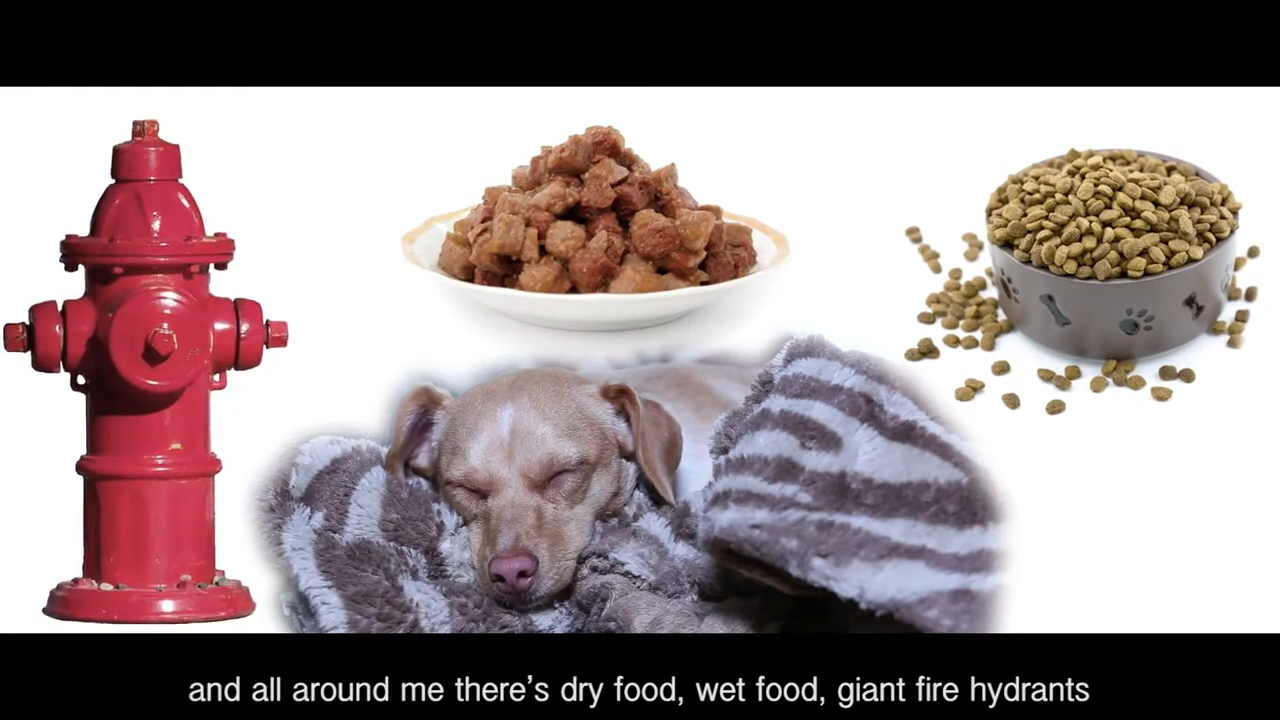 and all around me there's dry food, wet food, giant fire hydrants